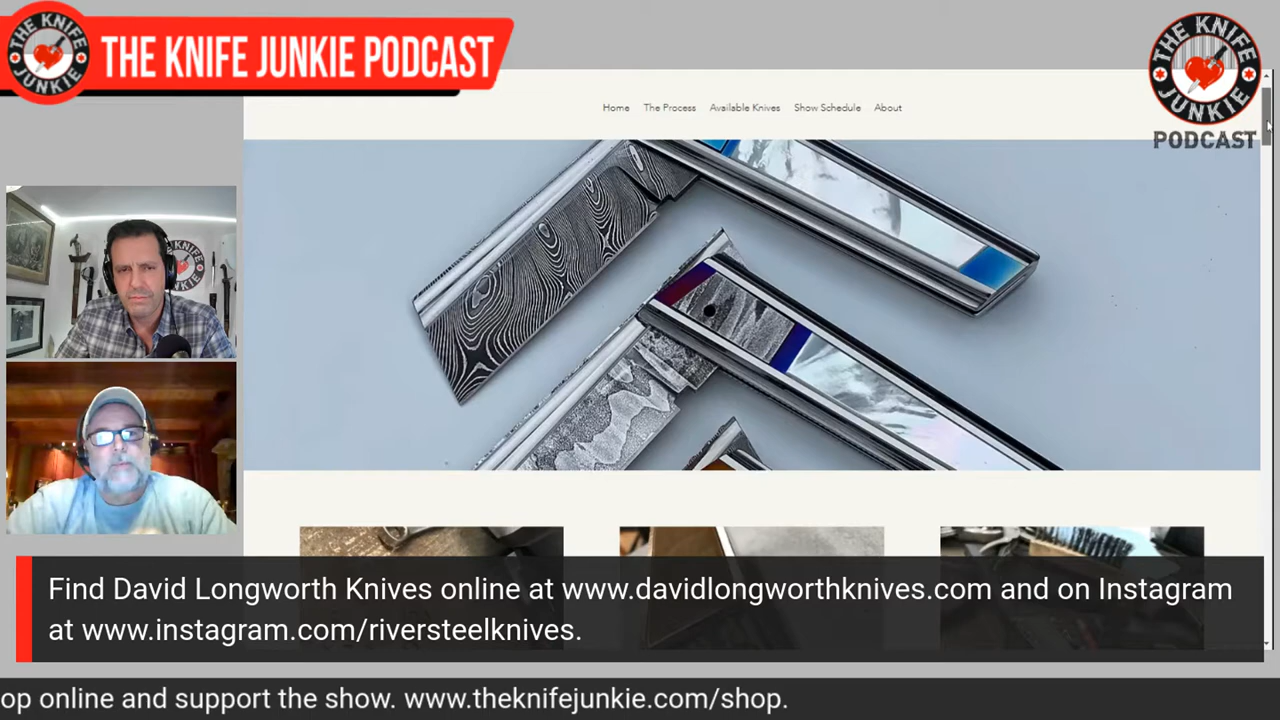 THE KNIFE JUNKIE
THE KNIFE JUNKIE PODCAST
THE KNIFE JUNKIE
PODCAST
Home The Process Available Knives Show Schedule About
KNIFE
JUNKIE
Find David Longworth Knives online at www.davidlongworthknives.com and on Instagram
at www.instagram.com/riversteelknives.
op online and support the show. www.theknifejunkie.com/shop.